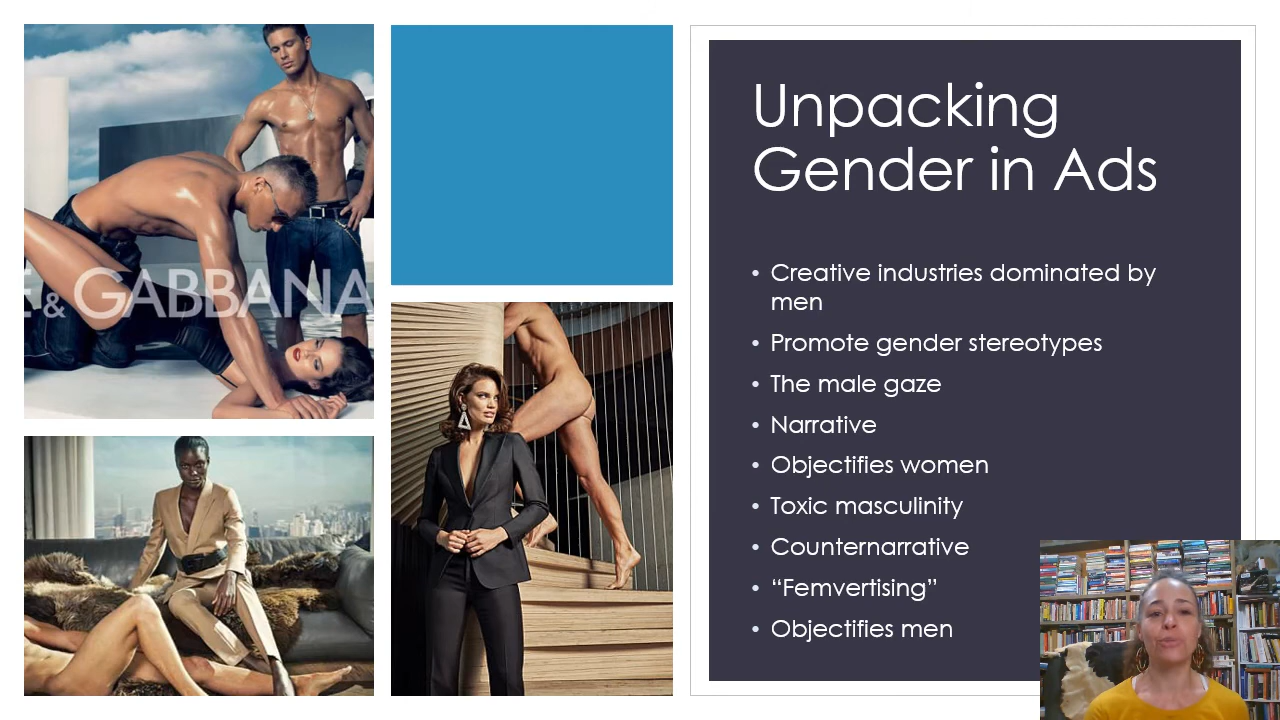 Unpacking
Gender in Ads
• Creative industries dominated by
men
• Promote gender stereotypes
• The male gaze
• Narrative
• Objectifies women
• Toxic masculinity
• Counternarrative
• “Femvertising”
• Objectifies men
& GABBANA